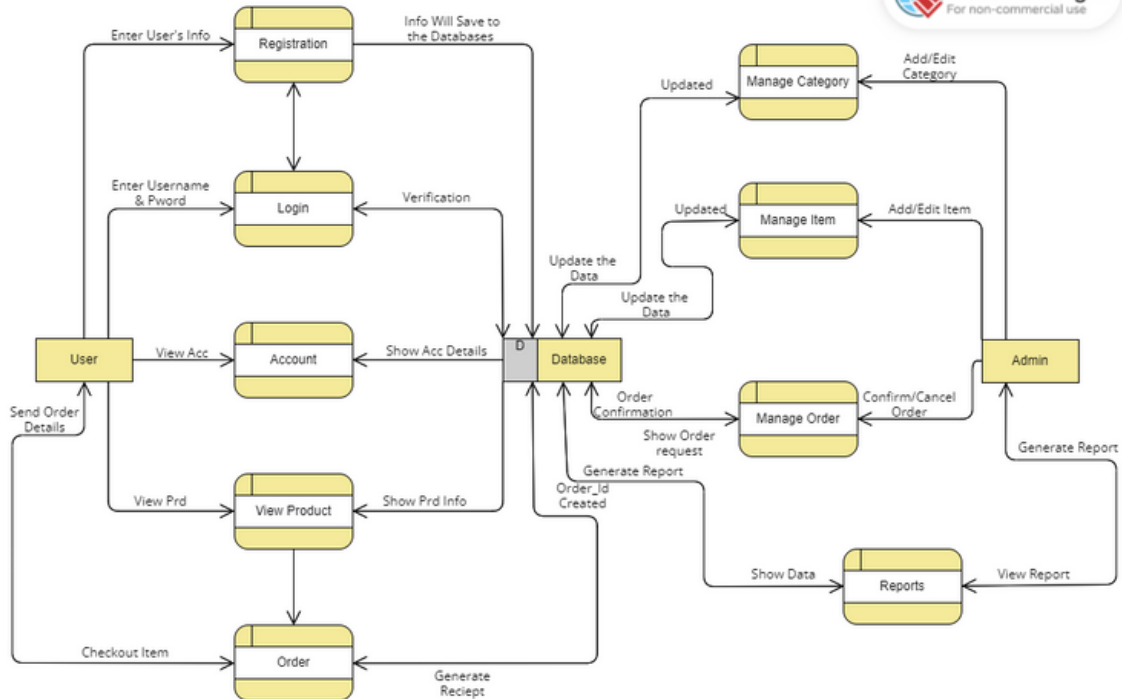 For non-commercial use
Enter User's Info
Registration
Info Will Save to
the Databases
Manage Category
Add/Edit
Category
Updated
Enter Username
& Pword
Login
Verification
Updated
Manage Item
Add/Edit Item
Update the
Data
Update the
Data
User
View Acc
Account
Show Acc Details
D
Database
Admin
Send Order
Details
Order
Confirmation
Manage Order
Confirm/Cancel
Order
Show Order
request
Generate Report
Generate Report
View Prd
View Product
Show Prd Info
Order_Id
Created
Show Data
Reports
View Report
Checkout Item
Order
Generate
Reciept